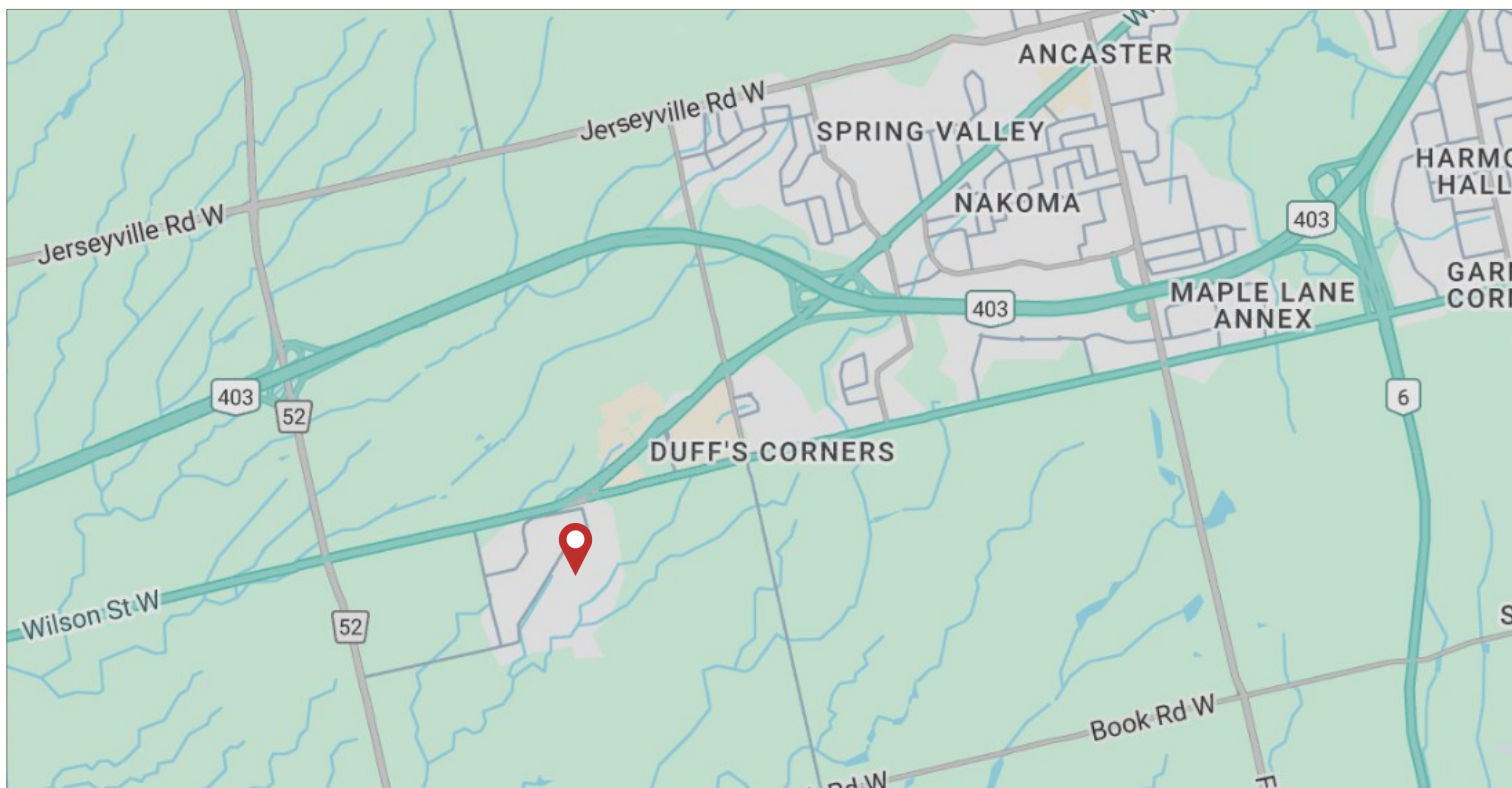 ANCASTER
Jerseyville Rd W
SPRING VALLEY
HARMO
HALL
NAKOMA
Jerseyville Rd W
403
GAR
CORI
MAPLE LANE
ANNEX
403
403
6
52
DUFF'S CORNERS
Wilson St W
52
S
Book Rd W
Rd W